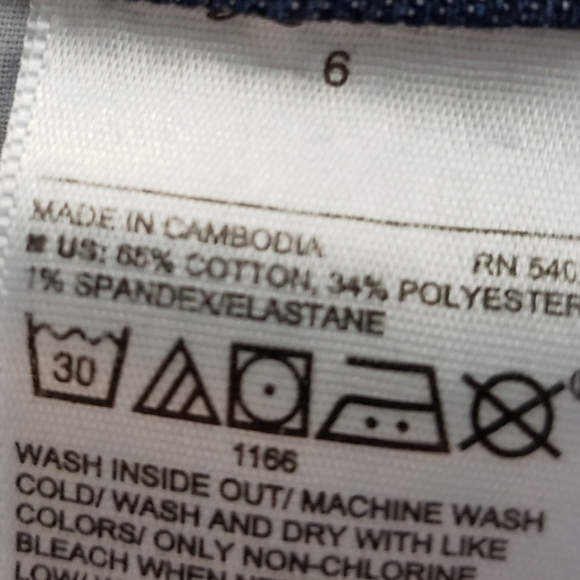 6
MADE IN CAMBODIA
RN 540
US: 65% COTTON, 34% POLYESTER
1% SPANDEX/ELASTANE
30
1166
WASH INSIDE OUT/ MACHINE WASH
COLD/ WASH AND DRY WITH LIKE
COLORS/ ONLY NON-CHLORINE
BLEACH WHEN
LOW/